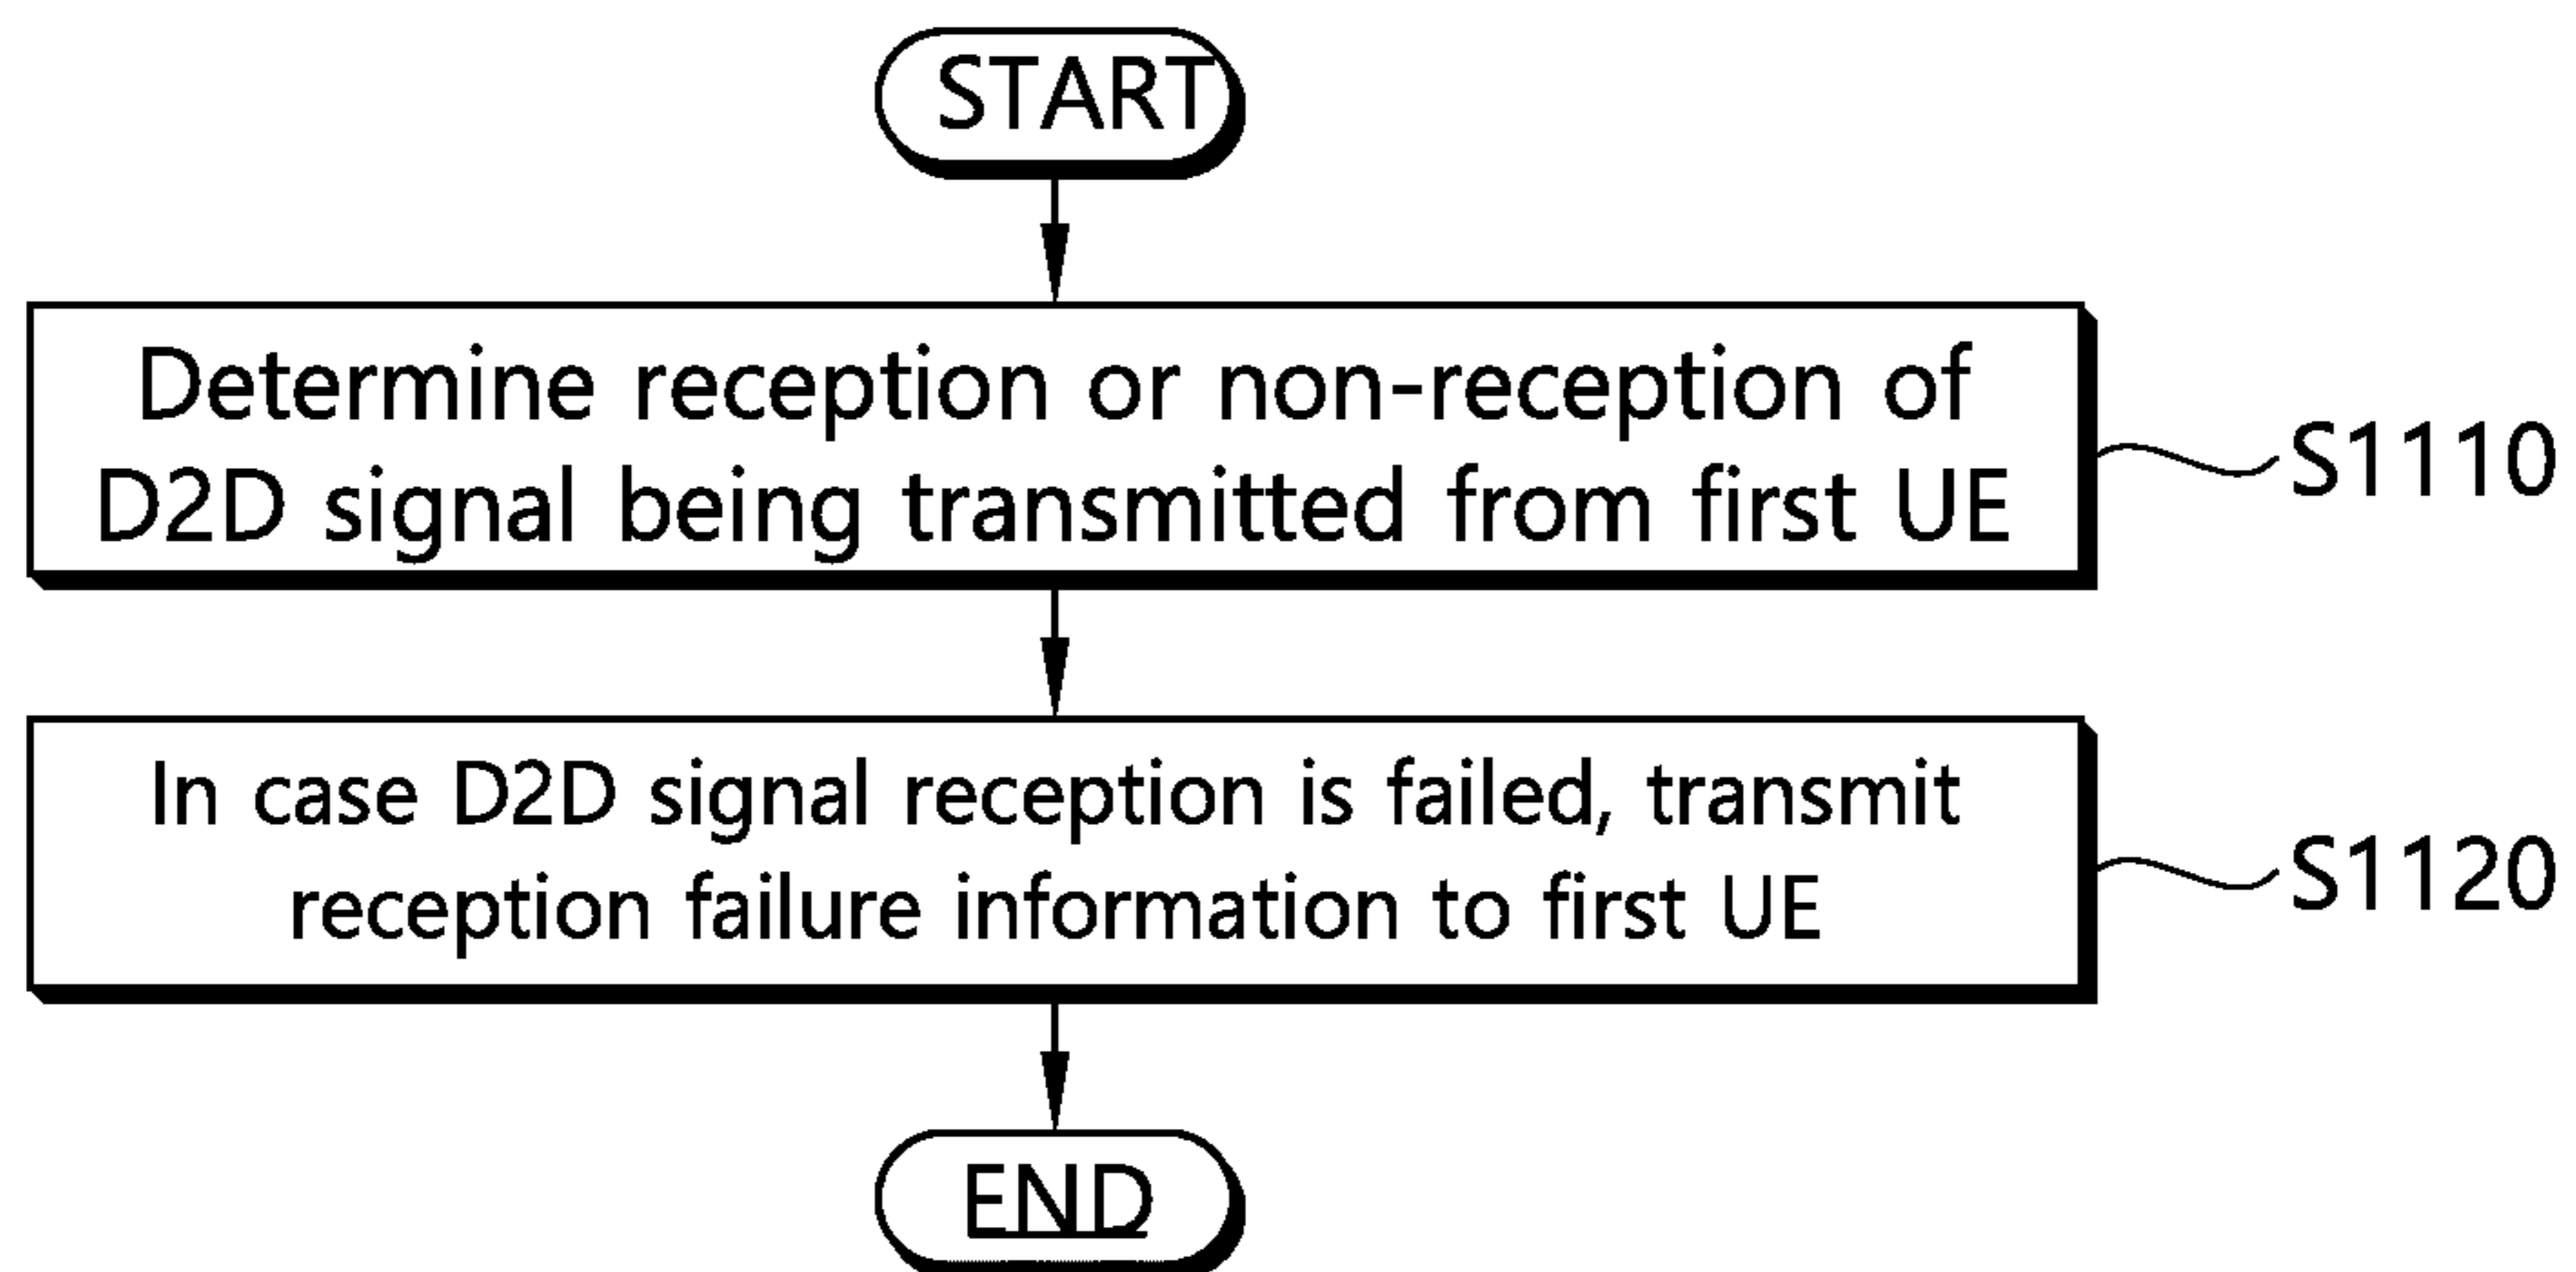 START
Determine reception or non-reception of
D2D signal being transmitted from first UE
S1110
In case D2D signal reception is failed, transmit
reception failure information to first UE
S1120
END